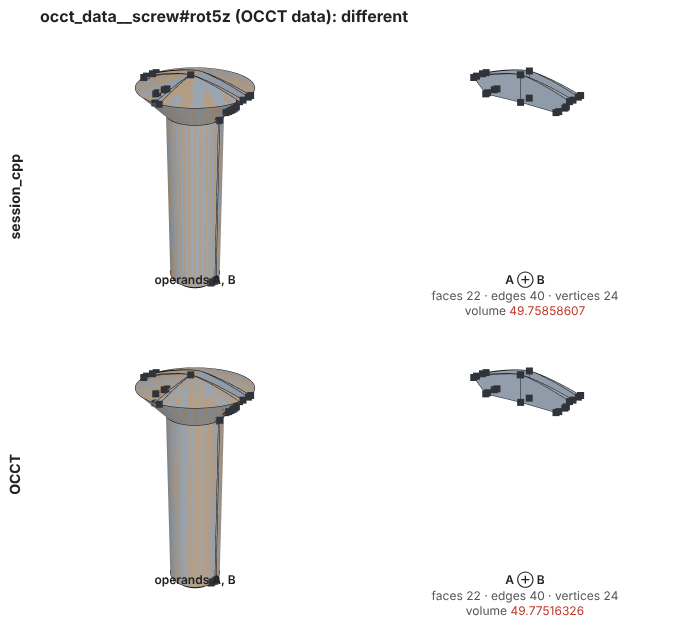 occt_data__screw#rot5z (OCCT data): different
session_cpp
operands A, B
A ⊕ B
faces 22 · edges 40 · vertices 24
volume 49.75858607
OCCT
operands A, B
A ⊕ B
faces 22 · edges 40 · vertices 24
volume 49.77516326